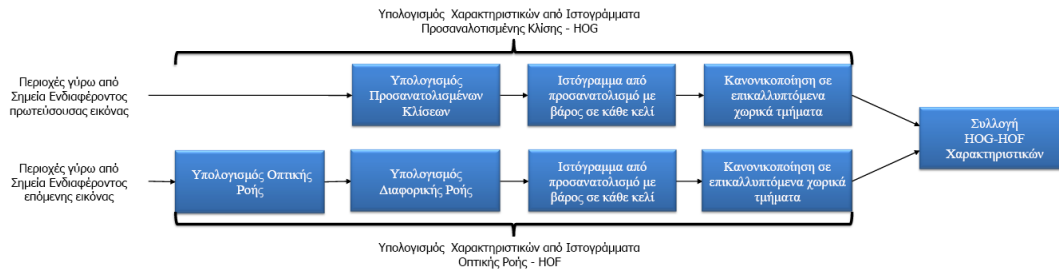 Υπολογισμός Χαρακτηριστικών από Ιστογράμματα
Προσαναλοτισμένης Κλίσης - HOG
Περιοχές γύρω από
Σημεία Ενδιαφέροντος
πρωτεύσουσας εικόνας
Υπολογισμός
Προσανατολισμένων
Κλίσεων
Ιστόγραμμα από
προσανατολισμό με
βάρος σε κάθε κελί
Κανονικοποίηση σε
επικαλλυπτόμενα
χωρικά τμήματα
Συλλογή
HOG-HOF
Χαρακτηριστικών
Περιοχές γύρω από
Σημεία Ενδιαφέροντος
επόμενης εικόνας
Υπολογισμός Οπτικής
Ροής
Υπολογισμός
Διαφορικής Ροής
Ιστόγραμμα από
προσανατολισμό με
βάρος σε κάθε κελί
Κανονικοποίηση σε
επικαλλυπτόμενα χωρικά
τμήματα
Υπολογισμός Χαρακτηριστικών από Ιστογράμματα
Οπτικής Ροής - HOF